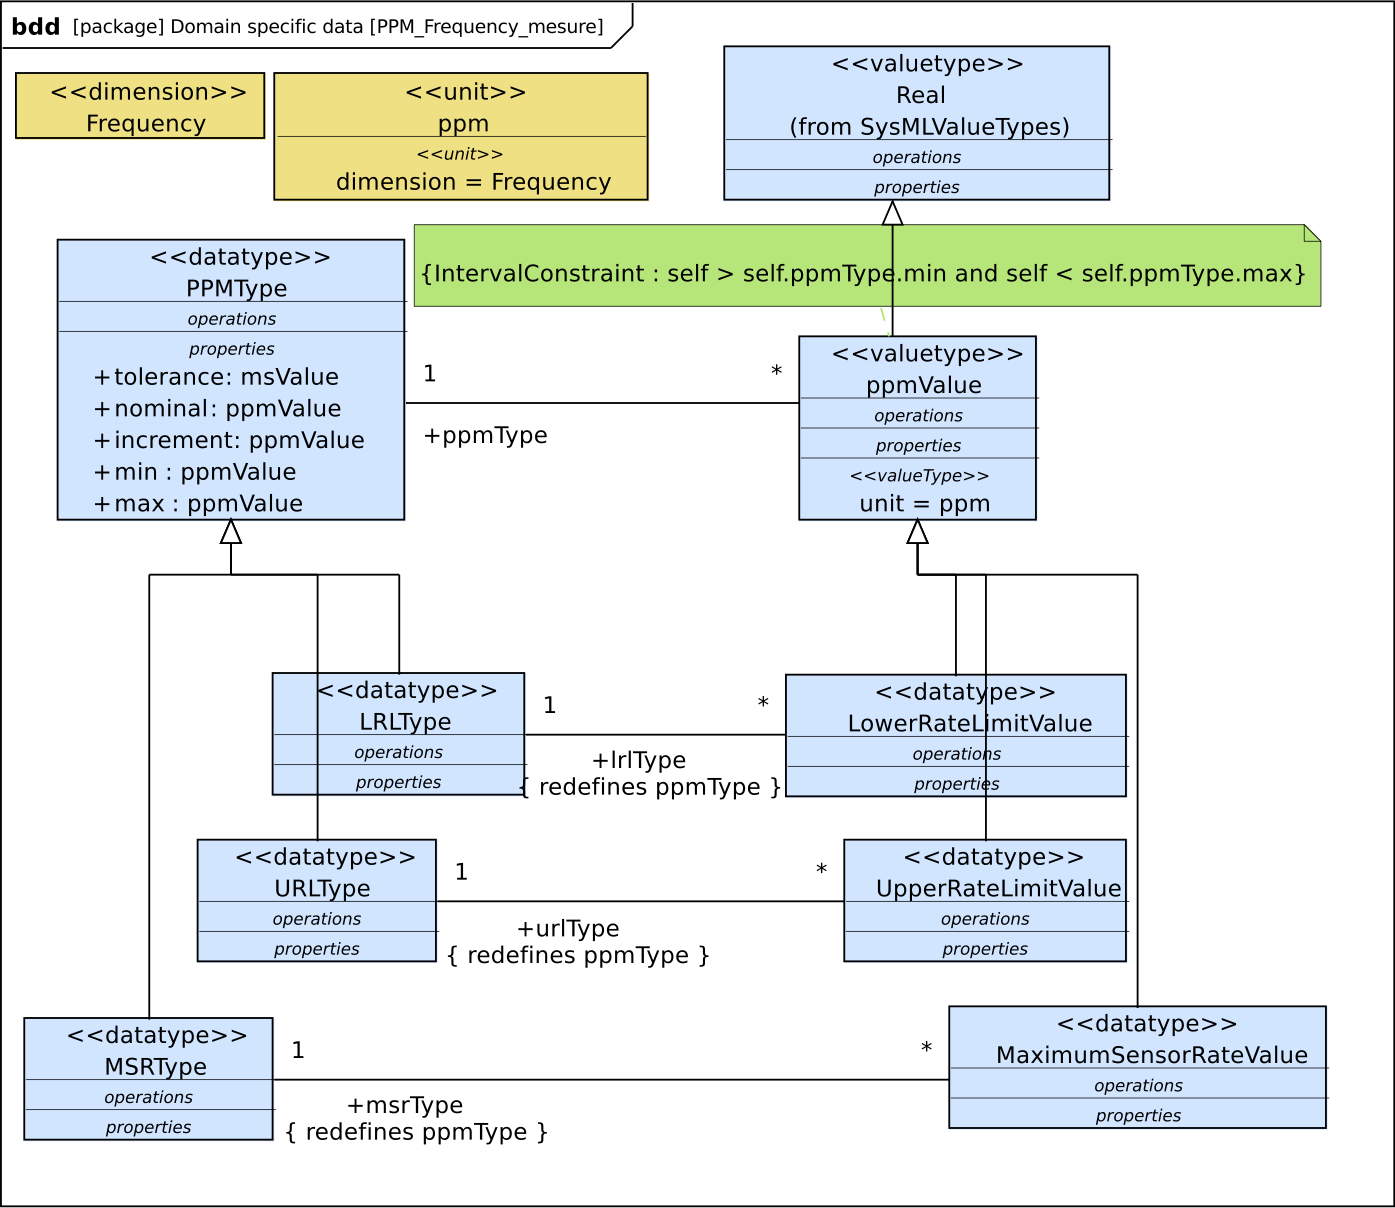 bdd [package] Domain specific data [PPM_Frequency_mesure]
<<dimension>>
Frequency
<<unit>>
ppm
<<unit>>
dimension = Frequency
<<valuetype>>
Real
(from SysMLValueTypes)
operations
properties
{IntervalConstraint : self > self.ppmType.min and self < self.ppmType.max}
<<datatype>>
PPMType
operations
properties
+tolerance: msValue
+nominal: ppmValue
+increment: ppmValue
+min : ppmValue
+max : ppmValue
1
*
+ppmType
<<valuetype>>
ppmValue
operations
properties
<<valueType>>
unit = ppm
<<datatype>>
LRLType
operations
properties
1
*
+lrlType
{ redefines ppmType }
<<datatype>>
LowerRateLimitValue
operations
properties
<<datatype>>
URLType
operations
properties
1
*
+urlType
{ redefines ppmType }
<<datatype>>
UpperRateLimitValue
operations
properties
<<datatype>>
MSRType
operations
properties
1
*
+msrType
{ redefines ppmType }
<<datatype>>
MaximumSensorRateValue
operations
properties